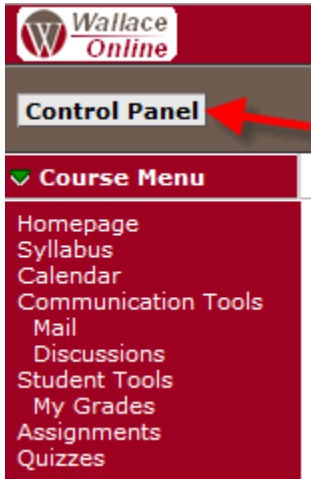 W Wallace
Online
Control Panel
Course Menu
Homepage
Syllabus
Calendar
Communication Tools
Mail
Discussions
Student Tools
My Grades
Assignments
Quizzes